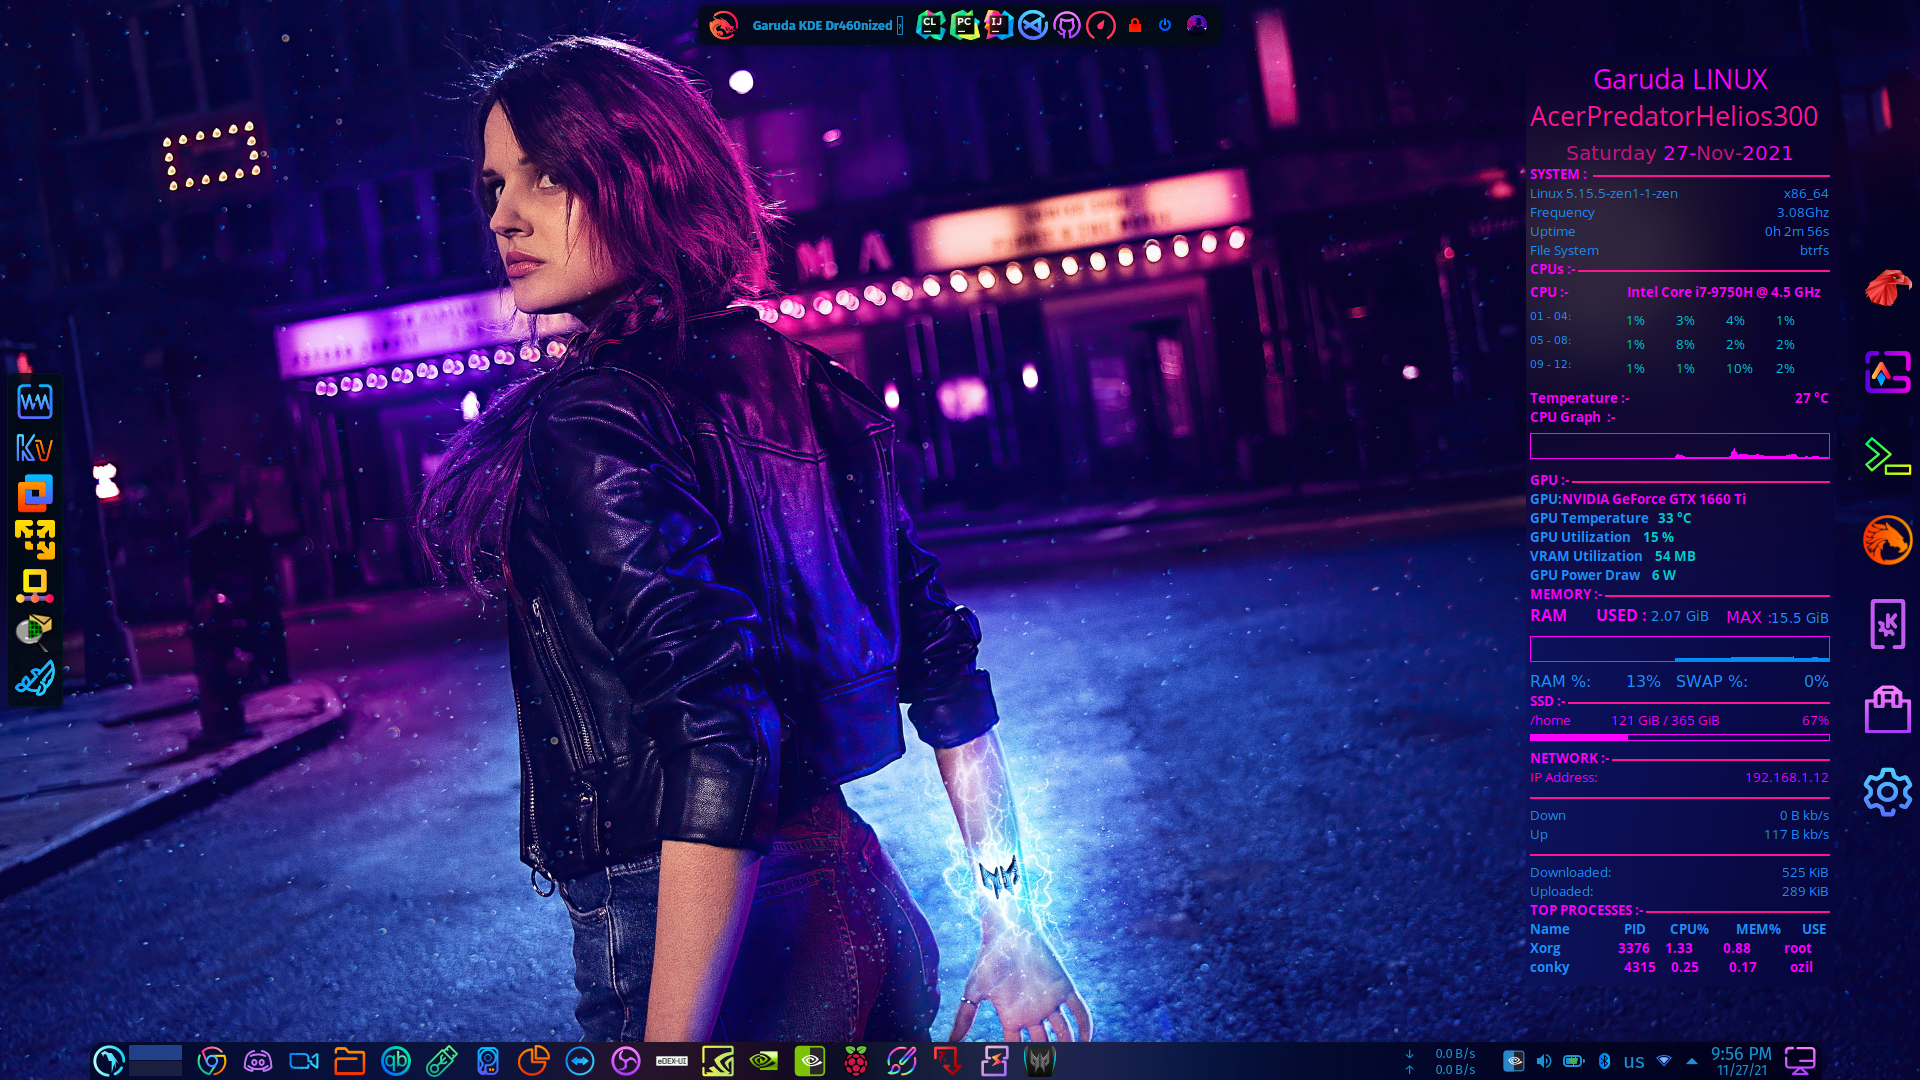 Garuda KDE Dr460nized
CL
PC
IJ
M A
Garuda LINUX
AcerPredatorHelios300
Saturday 27-Nov-2021
SYSTEM :
Linux 5.15.5-zen1-1-zen x86_64
Frequency 3.08Ghz
Uptime 0h 2m 56s
File System btrfs
CPUs :-
CPU :- Intel Core i7-9750H @ 4.5 GHz
01 - 04: 1% 3% 4% 1%
05 - 08: 1% 8% 2% 2%
09 - 12: 1% 1% 10% 2%
Temperature :- 27 °C
CPU Graph :-
GPU :-
GPU:NVIDIA GeForce GTX 1660 Ti
GPU Temperature 33 °C
GPU Utilization 15 %
VRAM Utilization 54 MB
GPU Power Draw 6 W
MEMORY :-
RAM USED : 2.07 GiB MAX :15.5 GiB
RAM %: 13% SWAP %: 0%
SSD :-
/home 121 GiB / 365 GiB 67%
NETWORK :-
IP Address: 192.168.1.12
Down 0 B kb/s
Up 117 B kb/s
Downloaded: 525 KiB
Uploaded: 289 KiB
TOP PROCESSES :-
Name PID CPU% MEM% USE
Xorg 3376 1.33 0.88 root
conky 4315 0.25 0.17 ozil
KV
K
qb
eDEX-UI
↓ 0.0 B/s
↑ 0.0 B/s
us
9:56 PM
11/27/21